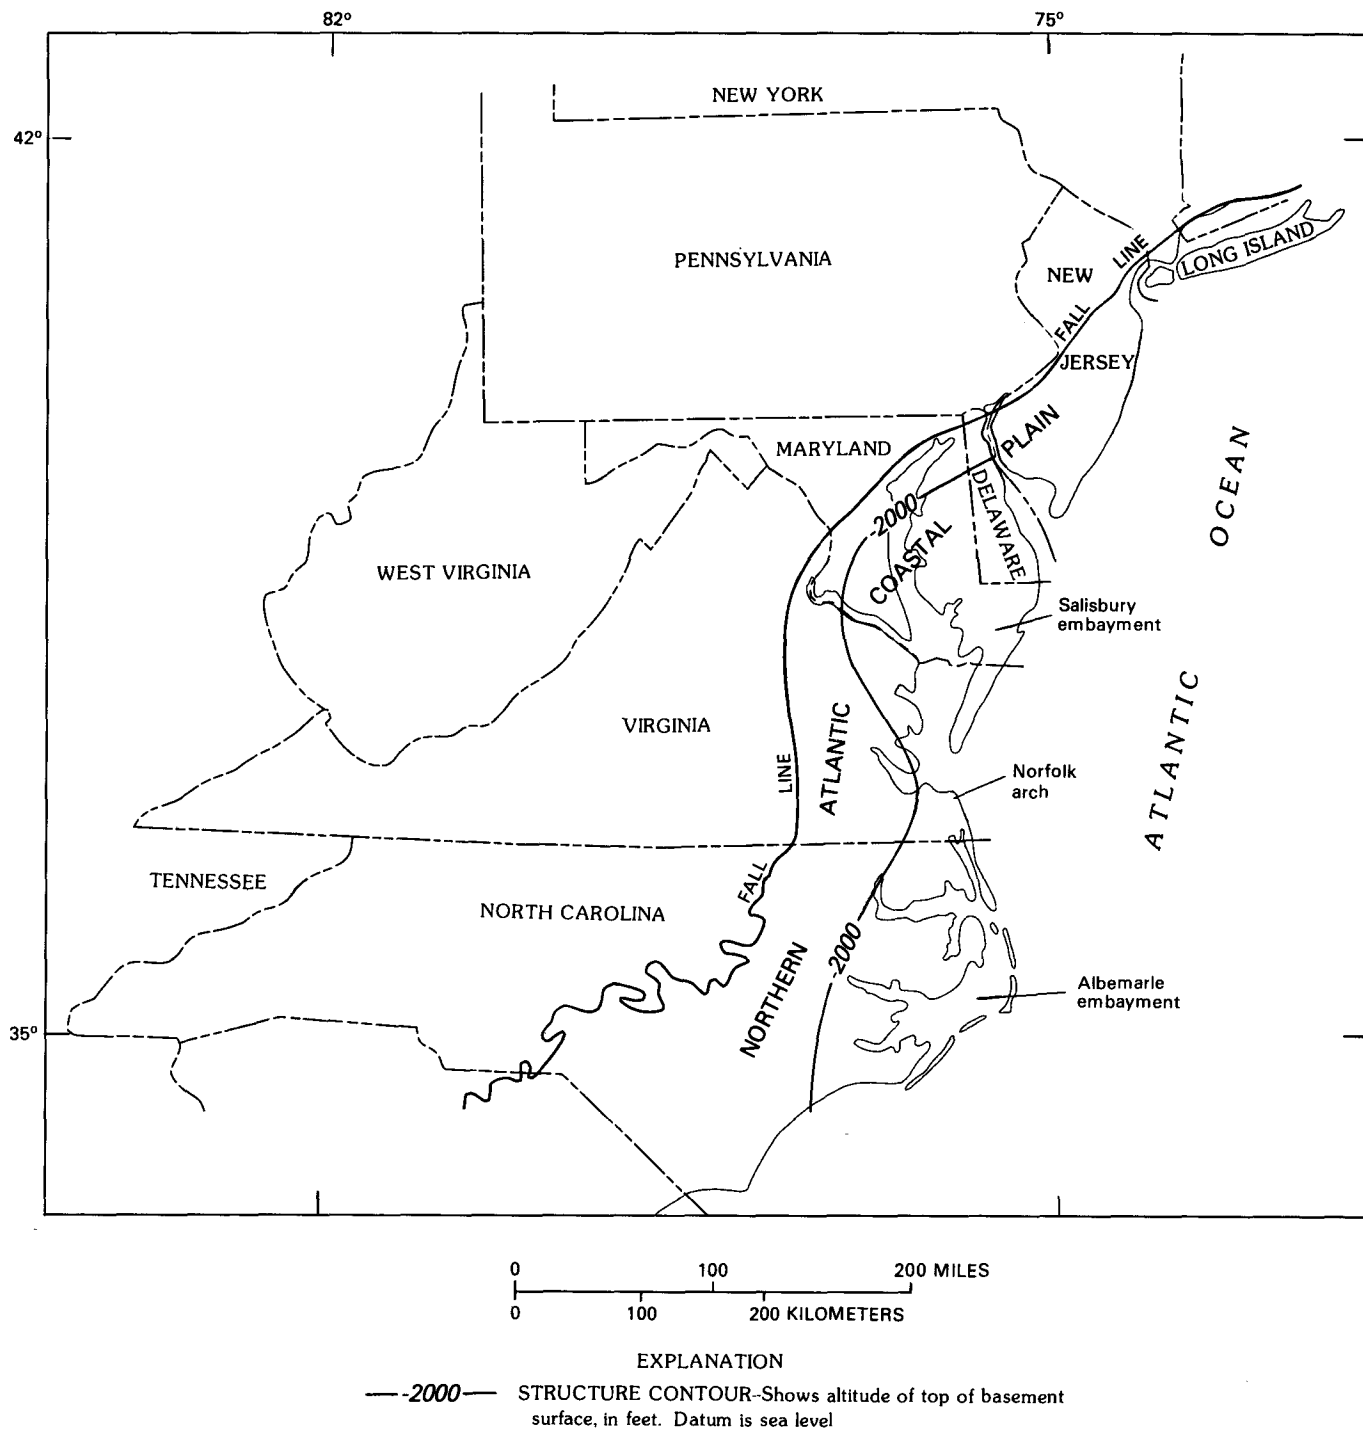 82°
75°
NEW YORK
42°
PENNSYLVANIA
NEW
JERSEY
FALL
LINE
LONG ISLAND
MARYLAND
PLAIN
DELAWARE
-2000
COASTAL
OCEAN
WEST VIRGINIA
Salisbury
embayment
VIRGINIA
LINE
ATLANTIC
ATLANTIC
Norfolk
arch
TENNESSEE
NORTH CAROLINA
FALL
-2000
NORTHERN
Albemarle
embayment
35°
0 100 200 MILES
0 100 200 KILOMETERS
EXPLANATION
-2000 STRUCTURE CONTOUR--Shows altitude of top of basement
surface, in feet. Datum is sea level